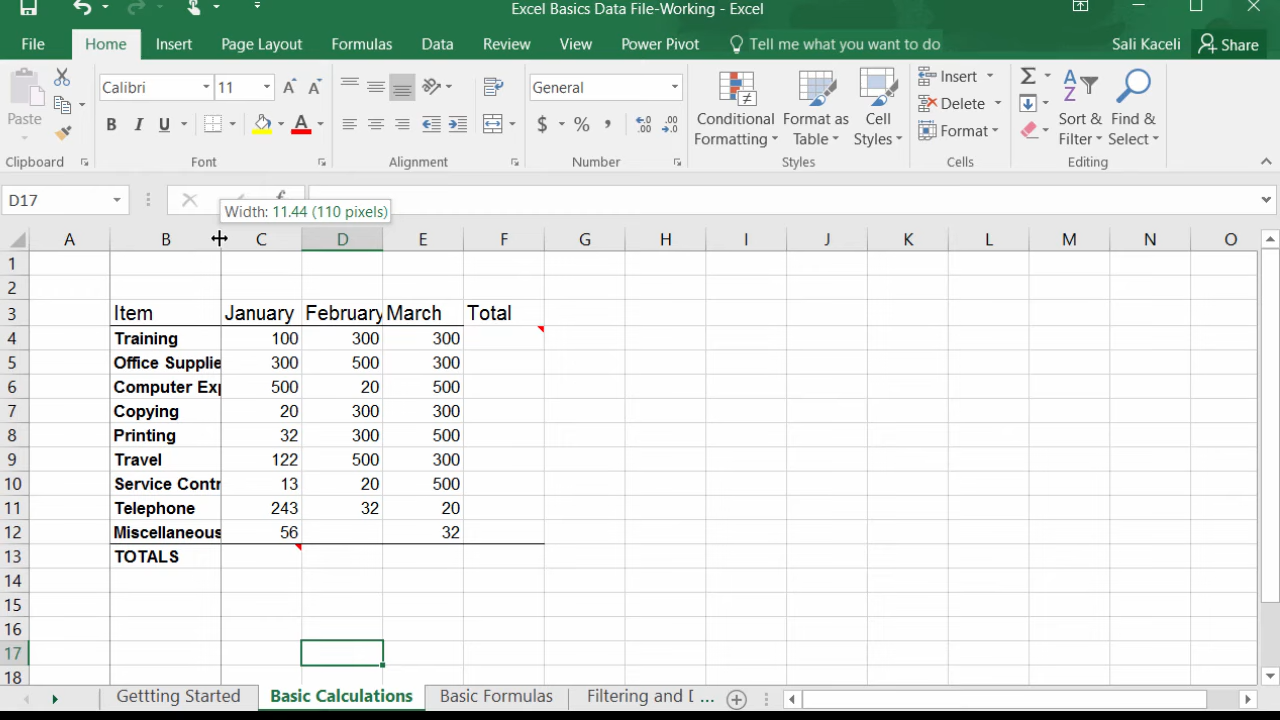 Excel Basics Data File-Working - Excel
File Home Insert Page Layout Formulas Data Review View Power Pivot Tell me what you want to do Sali Kaceli Share
Calibri 11 General Insert
Paste B I U $ % , Conditional Formatting Format as Table Cell Styles Delete Σ Sort & Filter Find & Select
Format
Clipboard Font Alignment Number Styles Cells Editing
D17
Width: 11.44 (110 pixels)
A B C D E F G H I J K L M N O
1
2
3 Item January February March Total
4 Training 100 300 300
5 Office Supplie 300 500 300
6 Computer Exp 500 20 500
7 Copying 20 300 300
8 Printing 32 300 500
9 Travel 122 500 300
10 Service Contr 13 20 500
11 Telephone 243 32 20
12 Miscellaneous 56 32
13 TOTALS
14
15
16
17
18
Gettting Started Basic Calculations Basic Formulas Filtering and D ...